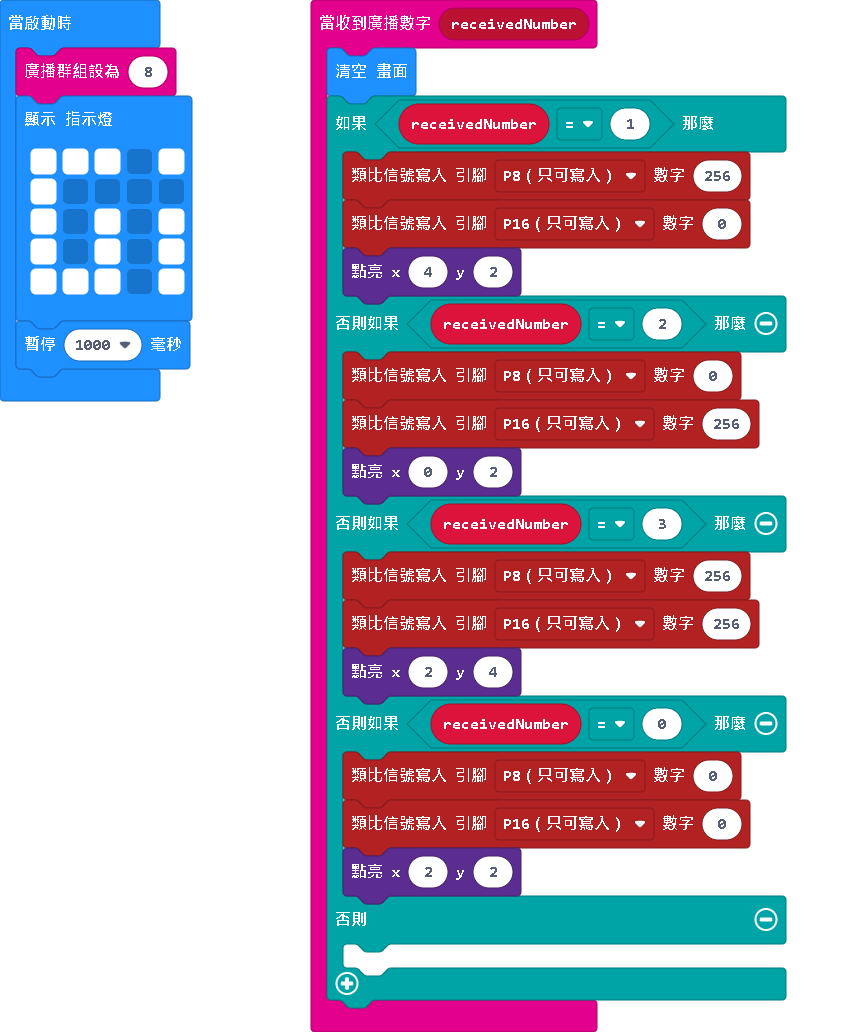 當啟動時
廣播群組設為 8
顯示 指示燈
暫停 1000 毫秒
當收到廣播數字 receivedNumber
清空 畫面
如果 receivedNumber = 1 那麼
類比信號寫入 引腳 P8 ( 只可寫入 ) 數字 256
類比信號寫入 引腳 P16 ( 只可寫入 ) 數字 0
點亮 x 4 y 2
否則如果 receivedNumber = 2 那麼
類比信號寫入 引腳 P8 ( 只可寫入 ) 數字 0
類比信號寫入 引腳 P16 ( 只可寫入 ) 數字 256
點亮 x 0 y 2
否則如果 receivedNumber = 3 那麼
類比信號寫入 引腳 P8 ( 只可寫入 ) 數字 256
類比信號寫入 引腳 P16 ( 只可寫入 ) 數字 256
點亮 x 2 y 4
否則如果 receivedNumber = 0 那麼
類比信號寫入 引腳 P8 ( 只可寫入 ) 數字 0
類比信號寫入 引腳 P16 ( 只可寫入 ) 數字 0
點亮 x 2 y 2
否則